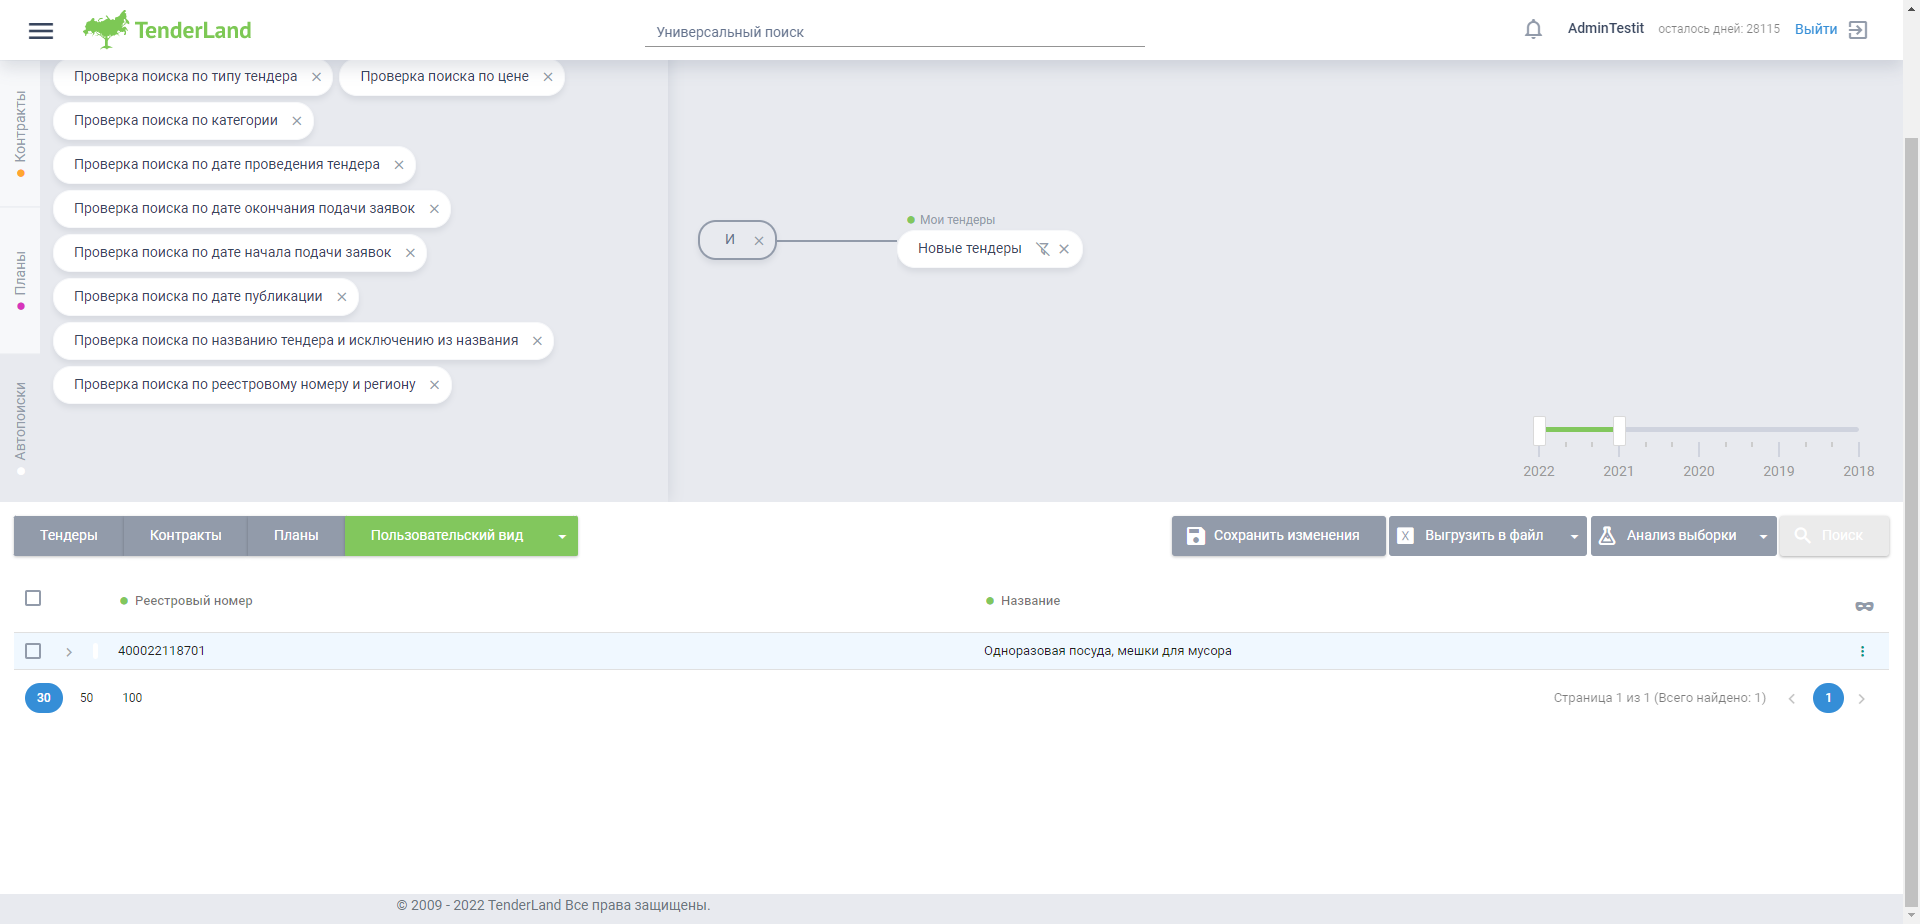 TenderLand
Универсальный поиск
AdminTestit
осталось дней: 28115
Выйти
Контракты
Планы
Автопоиски
Проверка поиска по типу тендера
Проверка поиска по цене
Проверка поиска по категории
Проверка поиска по дате проведения тендера
Проверка поиска по дате окончания подачи заявок
Проверка поиска по дате начала подачи заявок
Проверка поиска по дате публикации
Проверка поиска по названию тендера и исключению из названия
Проверка поиска по реестровому номеру и региону
И
Мои тендеры
Новые тендеры
2022 2021 2020 2019 2018
Тендеры Контракты Планы Пользовательский вид
Сохранить изменения
X Выгрузить в файл
Анализ выборки
Поиск
Реестровый номер Название
400022118701 Одноразовая посуда, мешки для мусора
30 50 100
Страница 1 из 1 (Всего найдено: 1) 1
© 2009 - 2022 TenderLand Все права защищены.